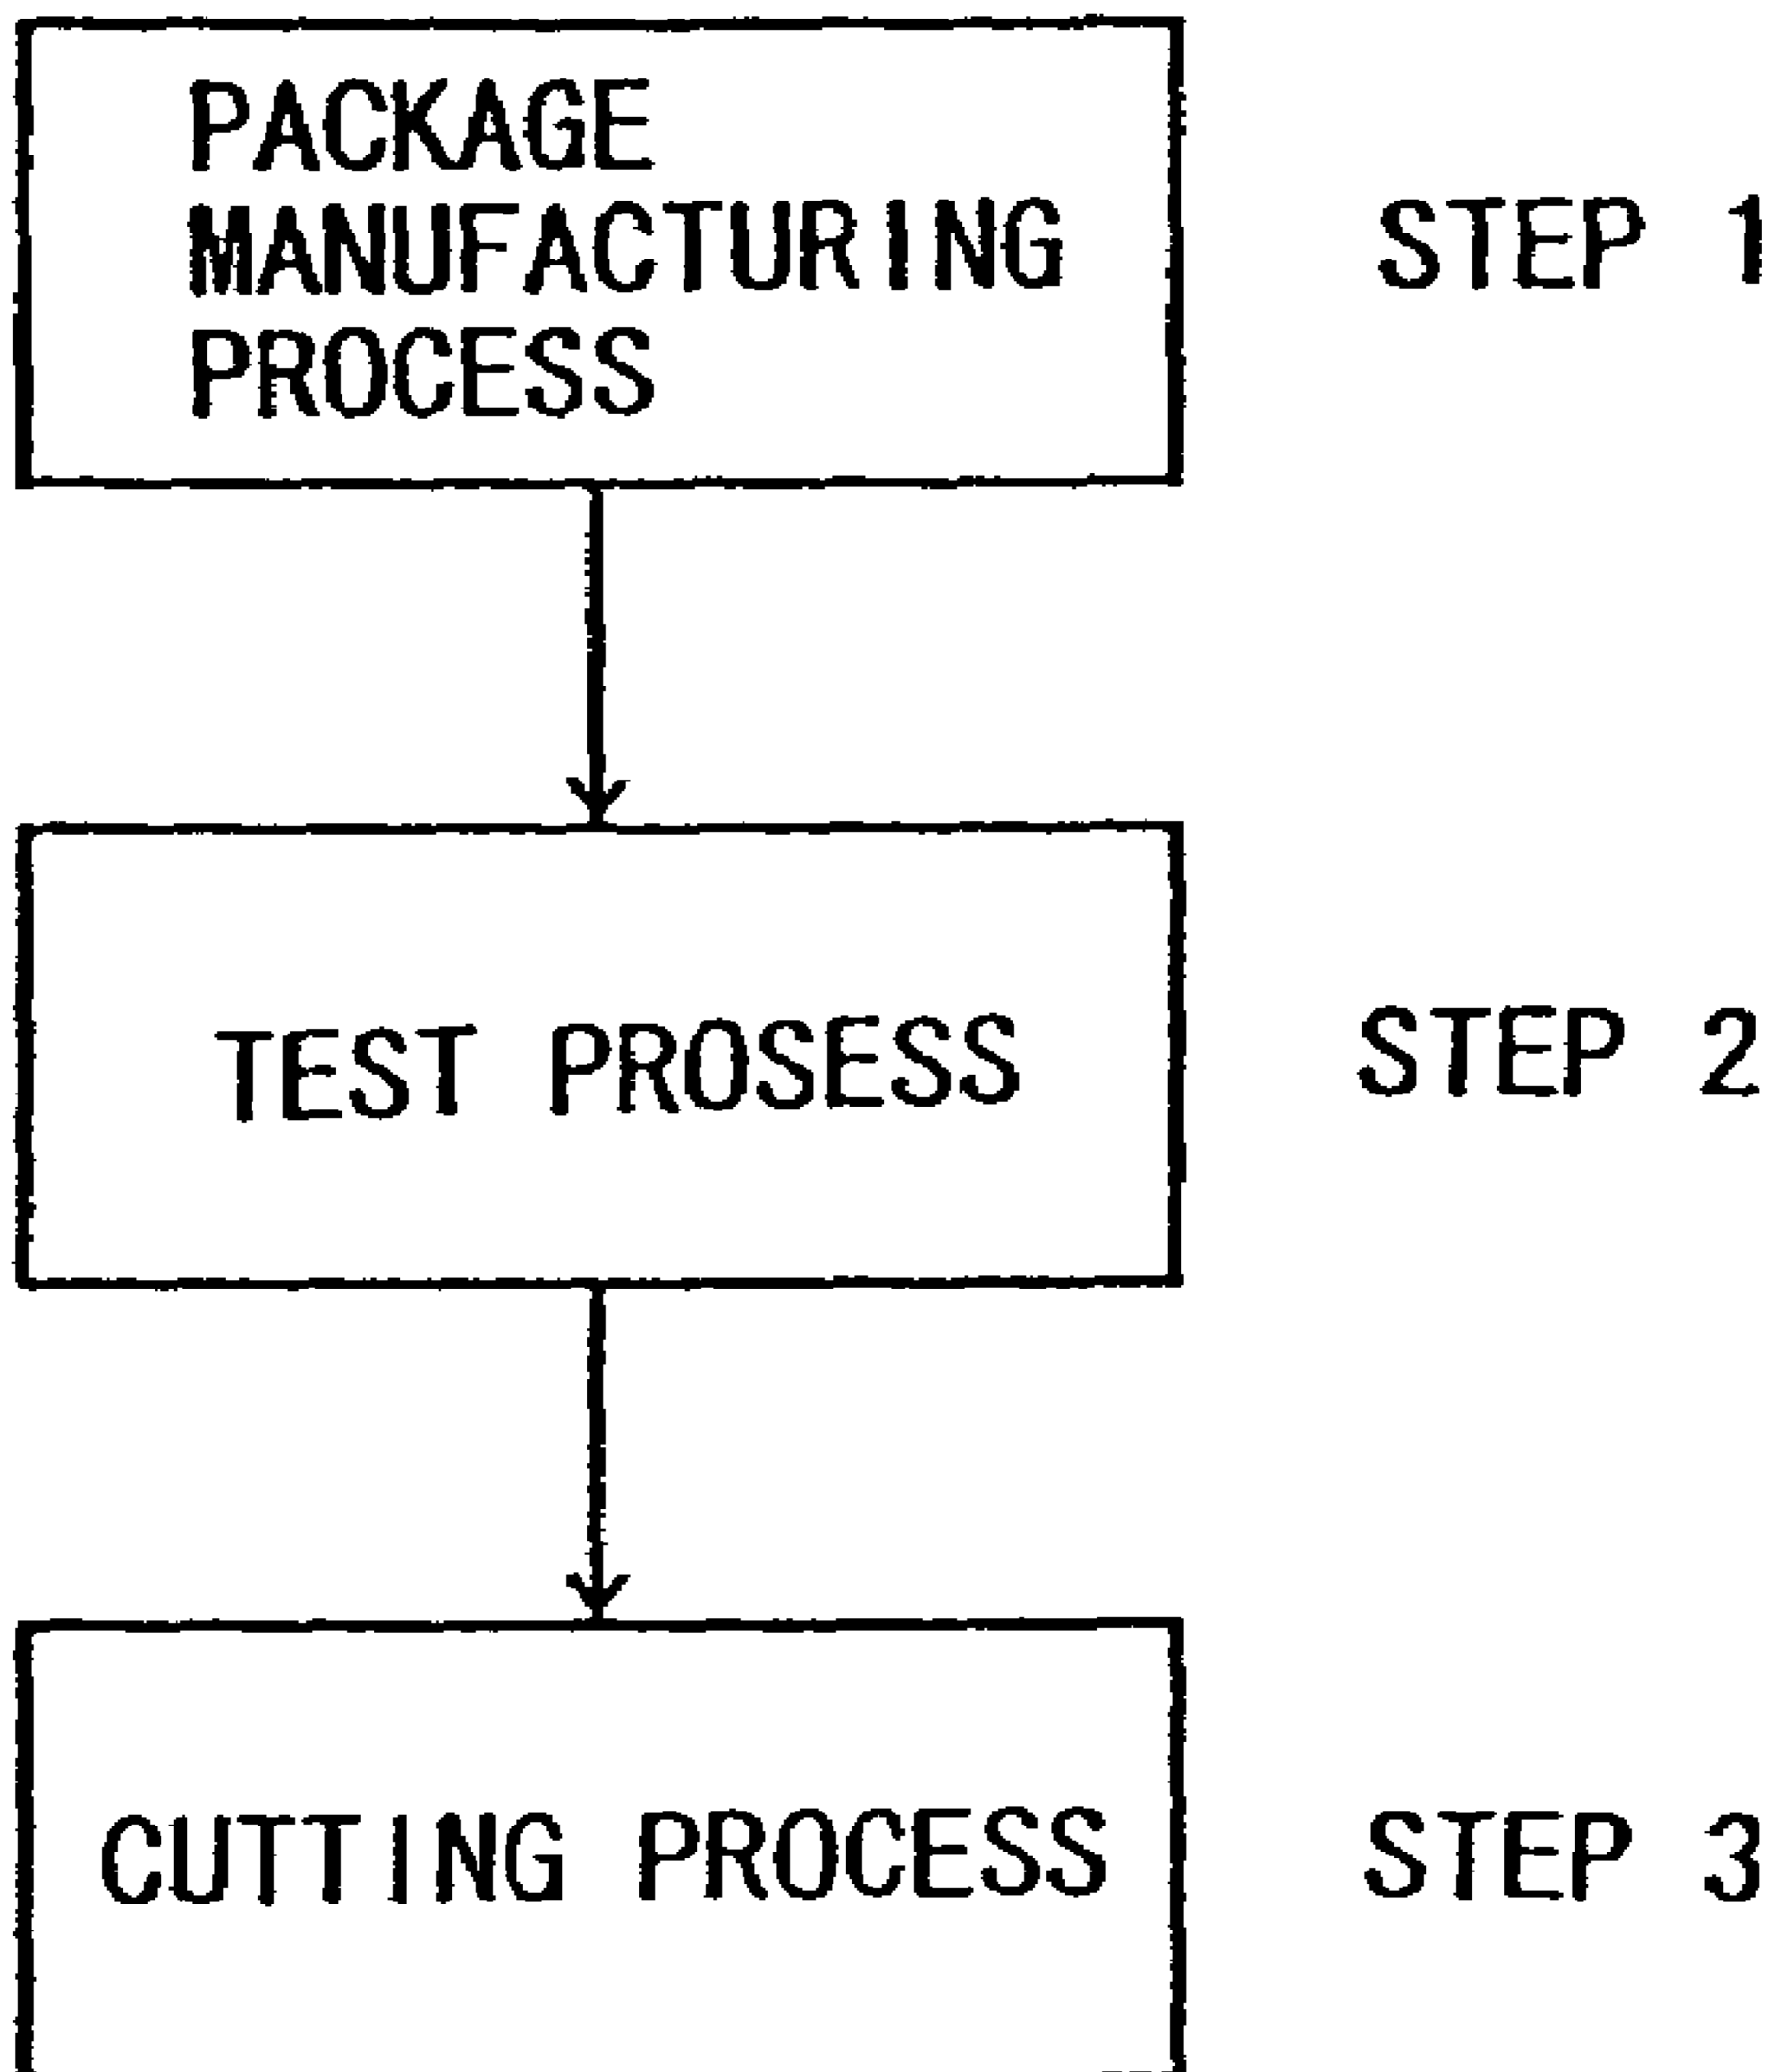 PACKAGE
MANUFACTURING
PROCESS
STEP 1
TEST PROSESS
STEP 2
CUTTING PROCESS
STEP 3